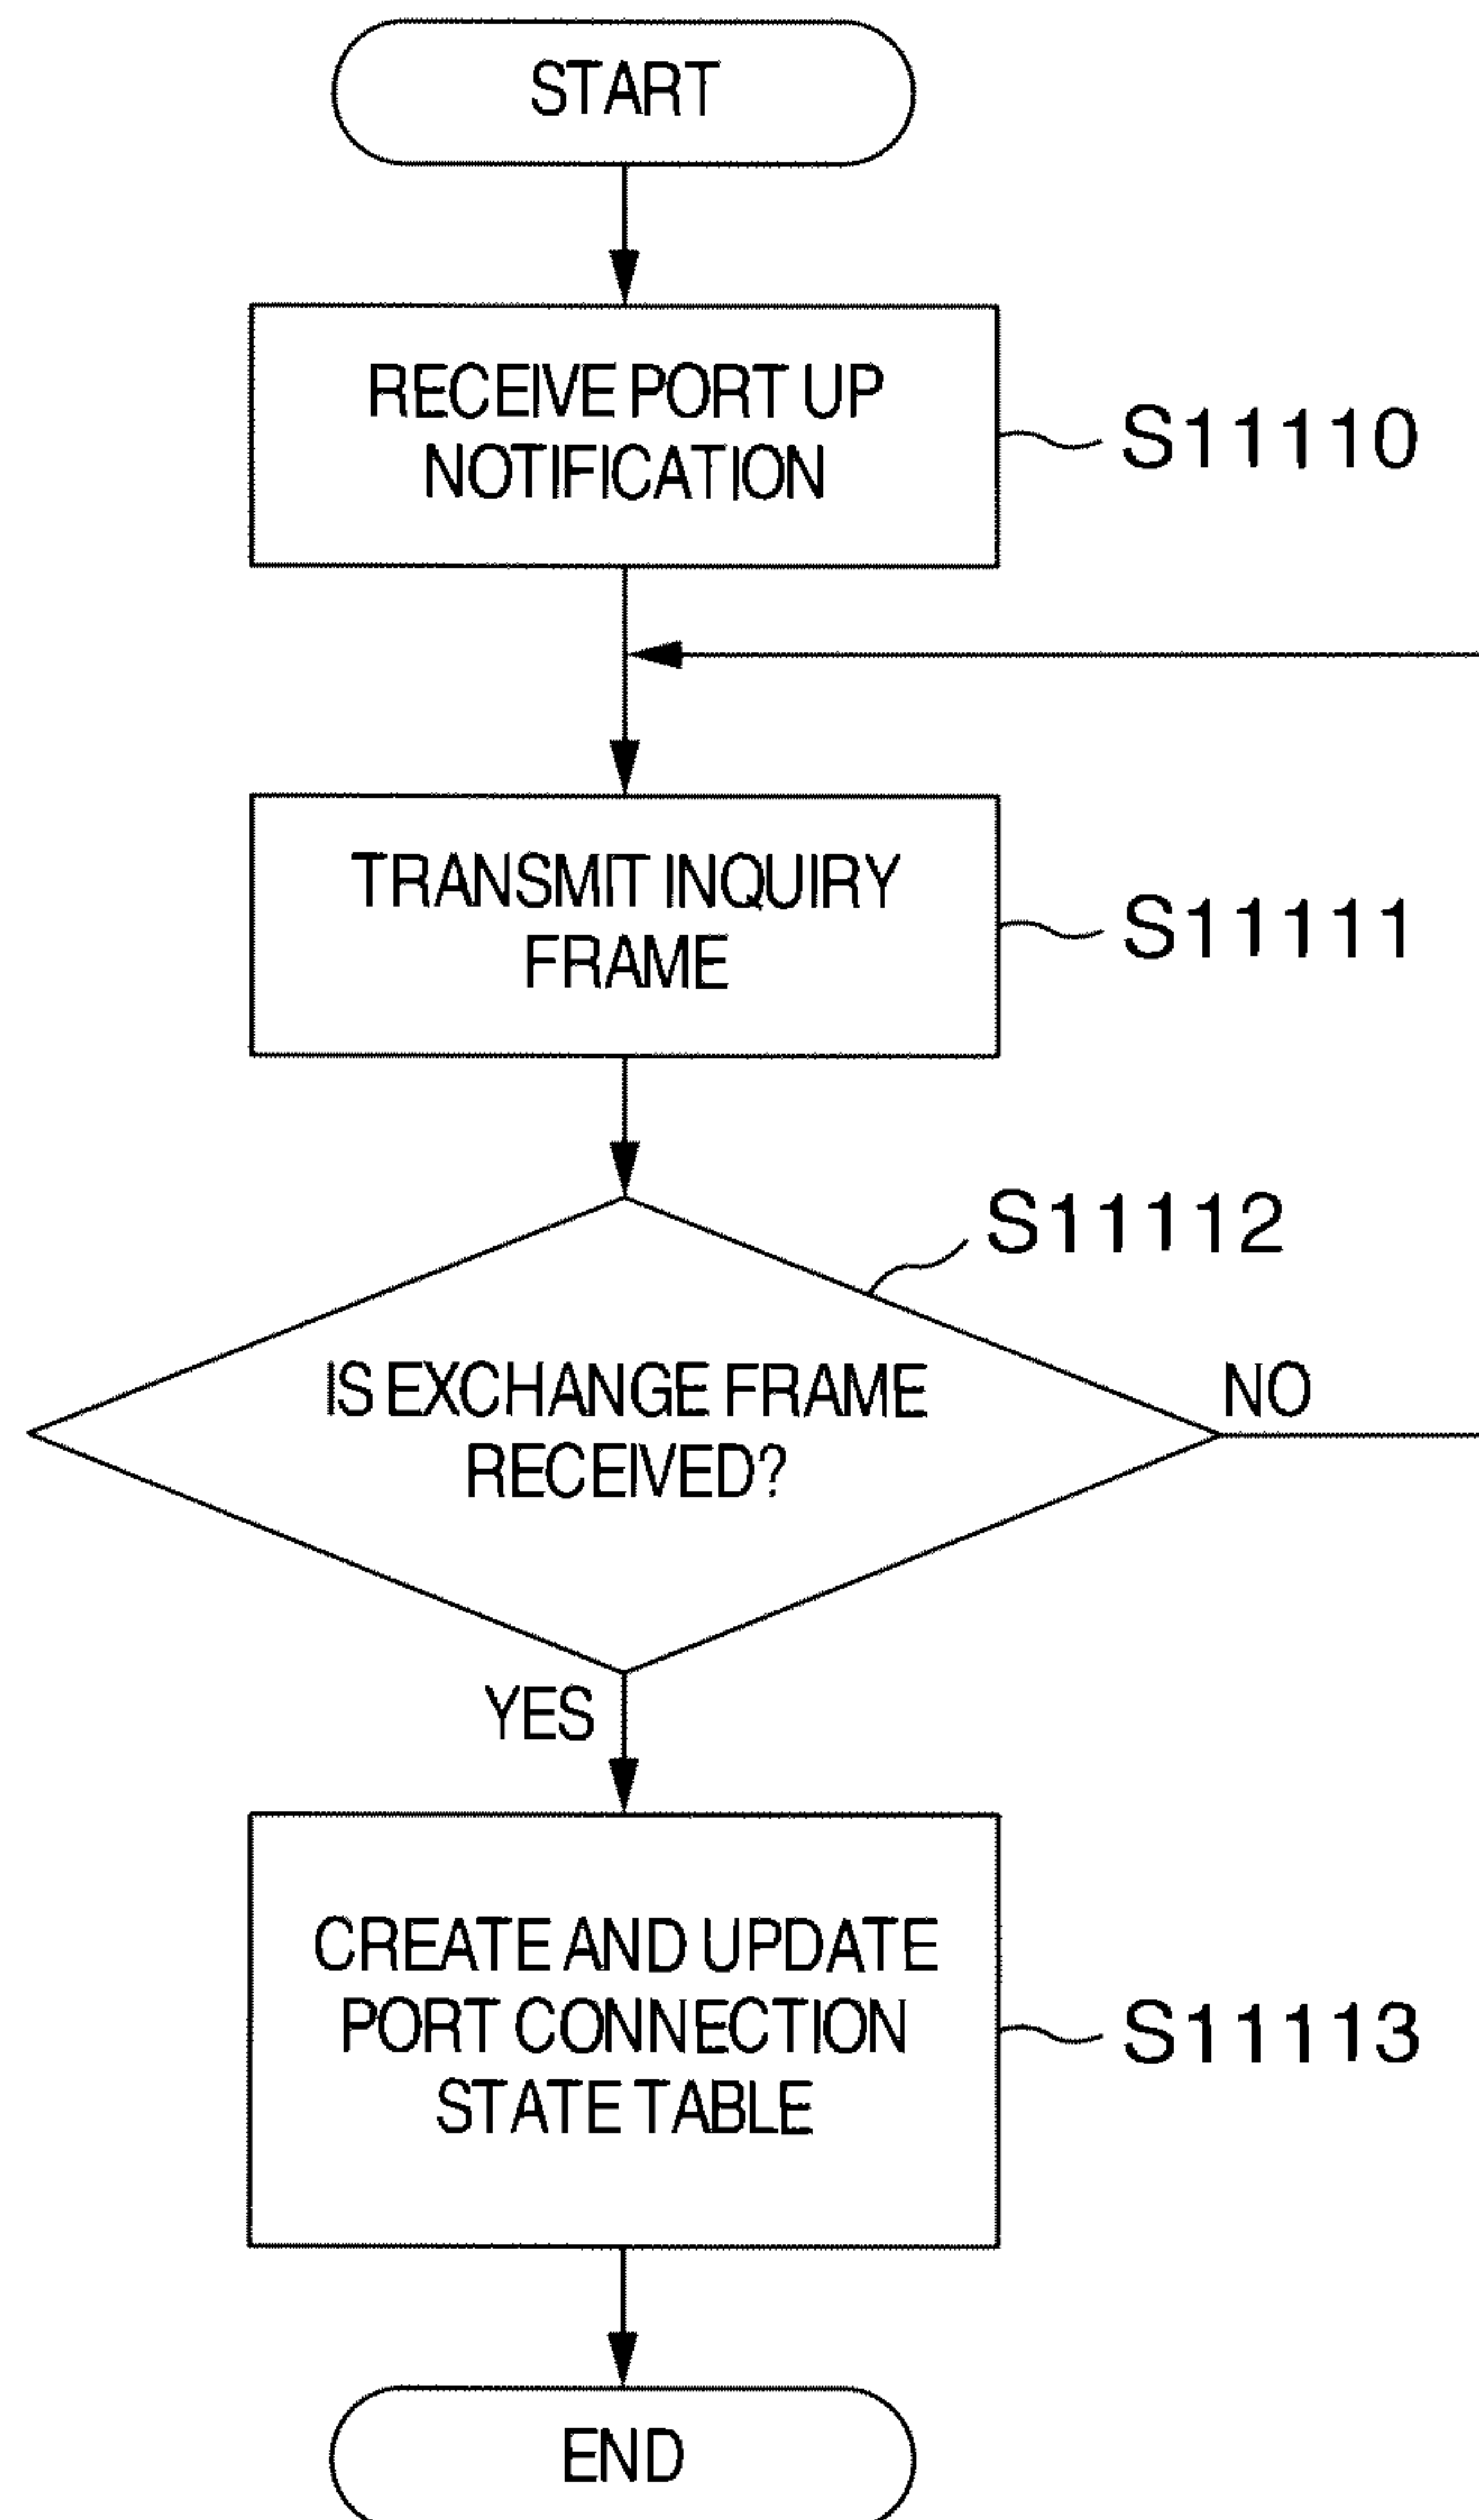 START
RECEIVE PORT UP
NOTIFICATION
S11110
TRANSMIT INQUIRY
FRAME
S11111
S11112
IS EXCHANGE FRAME
RECEIVED?
NO
YES
CREATE AND UPDATE
PORT CONNECTION
STATE TABLE
S11113
END